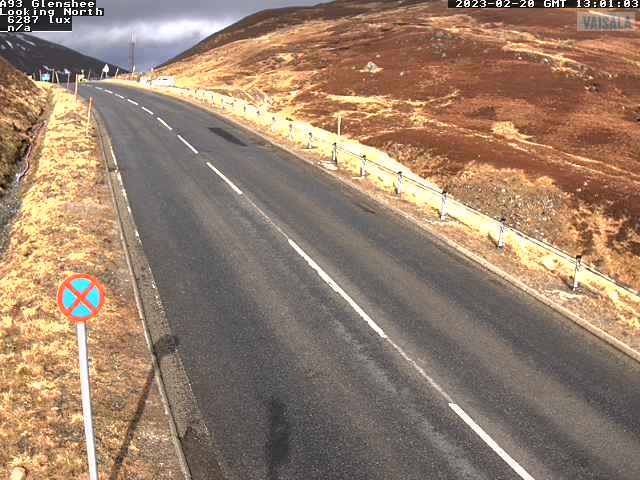 A93 Glenshee
Looking North
6287 lux
n/a
2023-02-20 GMT 13:01:03
VAISALA